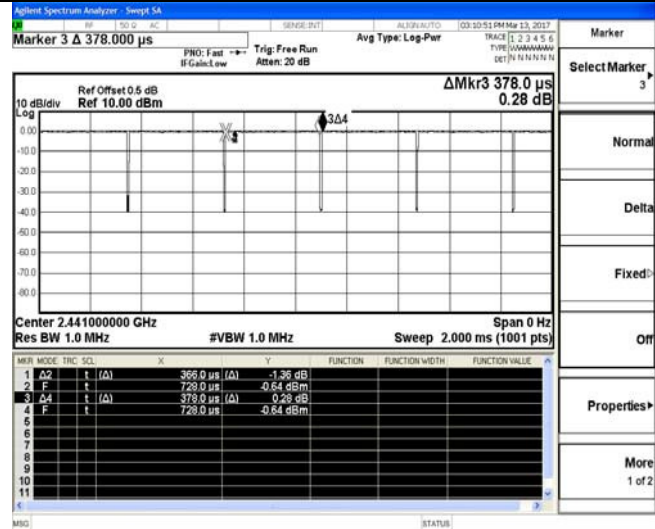 Agilent Spectrum Analyzer - Swept SA
RF 50 Ω AC SENSE:INT ALIGN AUTO 03:10:51 PM Mar 13, 2017
Marker 3 Δ 378.000 µs
PNO: Fast
IFGain:Low
Trig: Free Run
Atten: 20 dB
Avg Type: Log-Pwr
TRACE 1 2 3 4 5 6
TYPE WWWWWW
DET N N N N N N
Ref Offset 0.5 dB
10 dB/div Ref 10.00 dBm
ΔMkr3 378.0 µs
0.28 dB
Log
0.00
-10.0
-20.0
-30.0
-40.0
-50.0
-60.0
-70.0
-80.0
3Δ4
Center 2.441000000 GHz Span 0 Hz
Res BW 1.0 MHz #VBW 1.0 MHz Sweep 2.000 ms (1001 pts)
MKR MODE TRC SCL X Y FUNCTION FUNCTION WIDTH FUNCTION VALUE
1 Δ2 t (Δ) 366.0 µs (Δ) -1.36 dB
2 F t 728.0 µs -0.64 dBm
3 Δ4 t (Δ) 378.0 µs (Δ) 0.28 dB
4 F t 728.0 µs -0.64 dBm
5
6
7
8
9
10
11
MSG STATUS
Marker
Select Marker
3
Normal
Delta
Fixed
Off
Properties
More
1 of 2